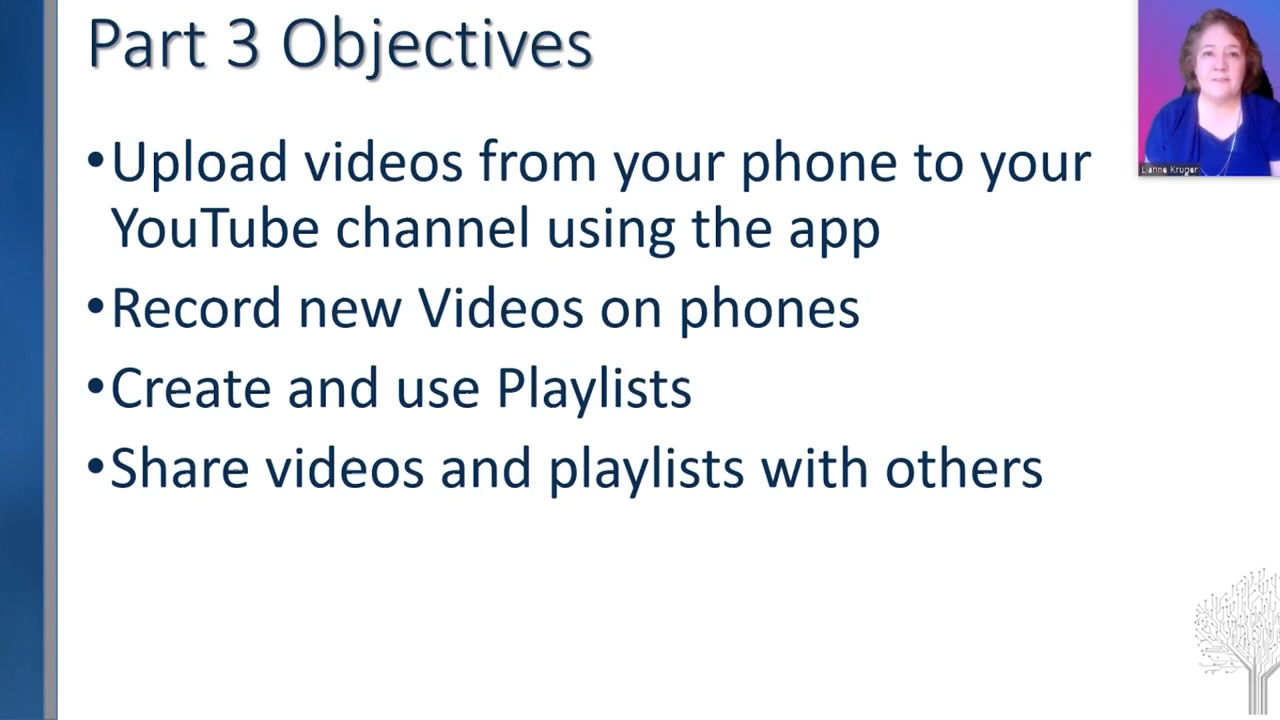 Part 3 Objectives
•Upload videos from your phone to your
YouTube channel using the app
•Record new Videos on phones
•Create and use Playlists
•Share videos and playlists with others
Lianne Kruger